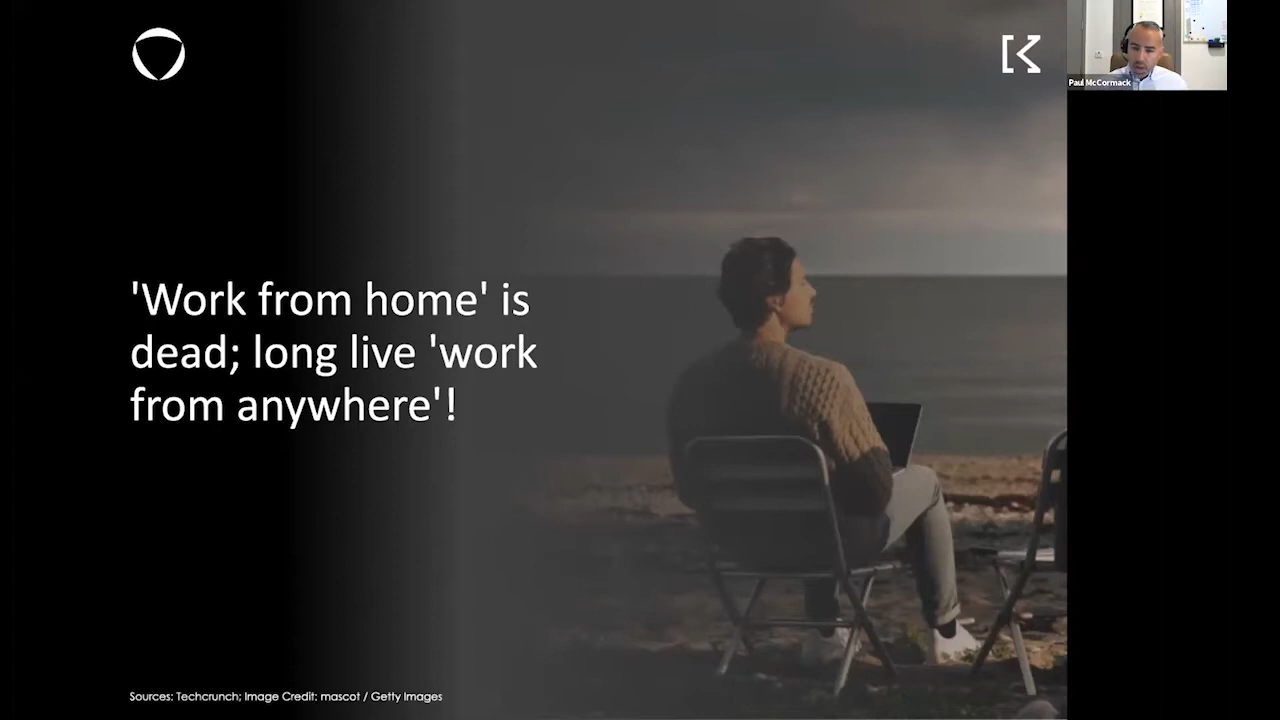 Paul McCormack
'Work from home' is
dead; long live 'work
from anywhere'!
Sources: Techcrunch; Image Credit: mascot / Getty Images